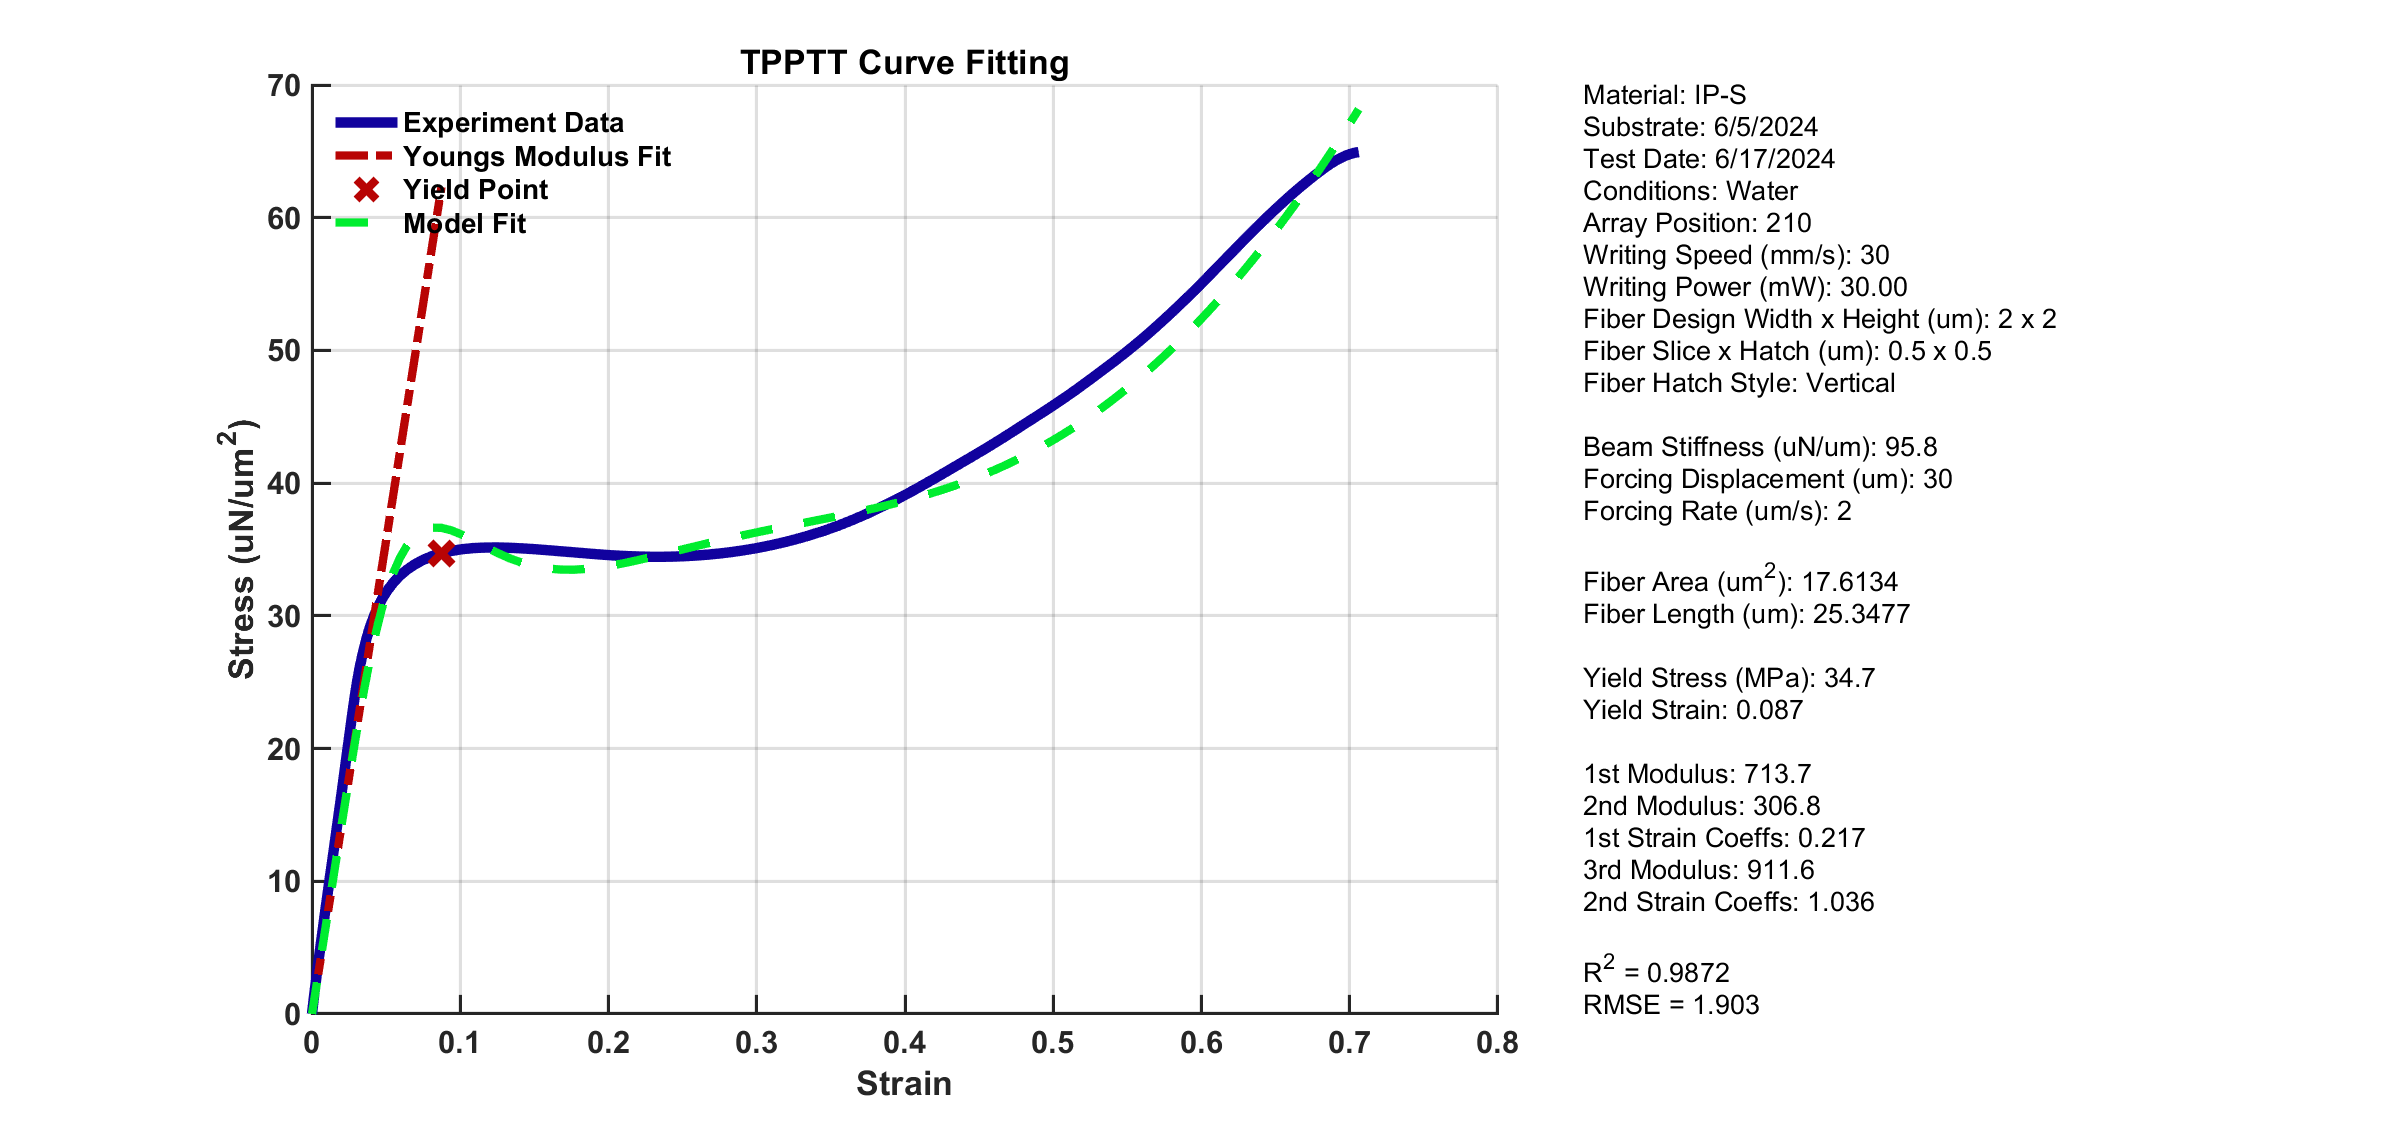 TPPTT Curve Fitting
70
60
50
40
30
20
10
0
Stress (uN/um²)
Experiment Data
Youngs Modulus Fit
Yield Point
Model Fit
0 0.1 0.2 0.3 0.4 0.5 0.6 0.7 0.8
Strain
Material: IP-S
Substrate: 6/5/2024
Test Date: 6/17/2024
Conditions: Water
Array Position: 210
Writing Speed (mm/s): 30
Writing Power (mW): 30.00
Fiber Design Width x Height (um): 2 x 2
Fiber Slice x Hatch (um): 0.5 x 0.5
Fiber Hatch Style: Vertical
Beam Stiffness (uN/um): 95.8
Forcing Displacement (um): 30
Forcing Rate (um/s): 2
Fiber Area (um²): 17.6134
Fiber Length (um): 25.3477
Yield Stress (MPa): 34.7
Yield Strain: 0.087
1st Modulus: 713.7
2nd Modulus: 306.8
1st Strain Coeffs: 0.217
3rd Modulus: 911.6
2nd Strain Coeffs: 1.036
R² = 0.9872
RMSE = 1.903